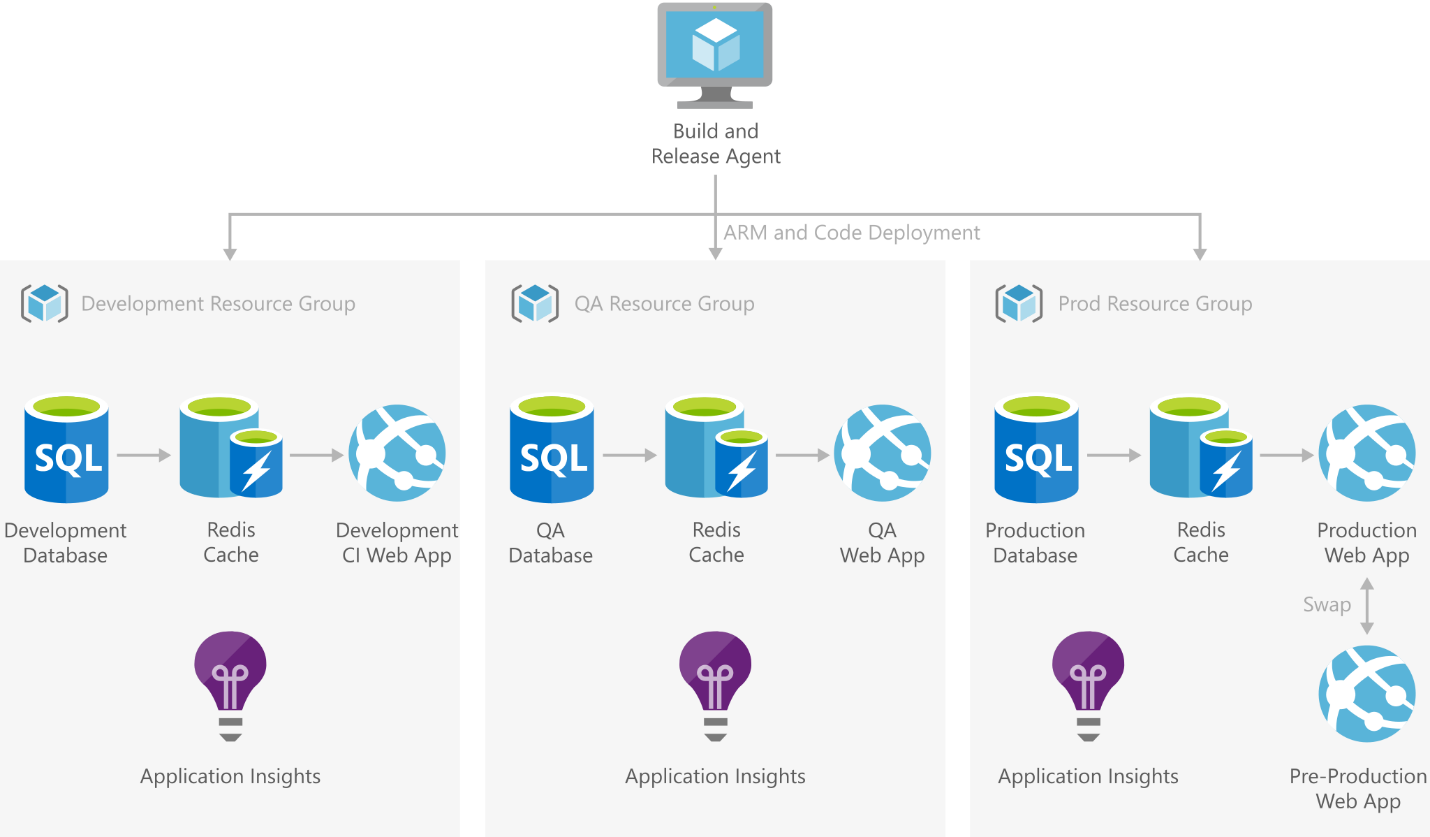 Build and
Release Agent
ARM and Code Deployment
Development Resource Group
SQL
Development
Database
Redis
Cache
Development
CI Web App
Application Insights
QA Resource Group
SQL
QA
Database
Redis
Cache
QA
Web App
Application Insights
Prod Resource Group
SQL
Production
Database
Redis
Cache
Production
Web App
Swap
Application Insights
Pre-Production
Web App